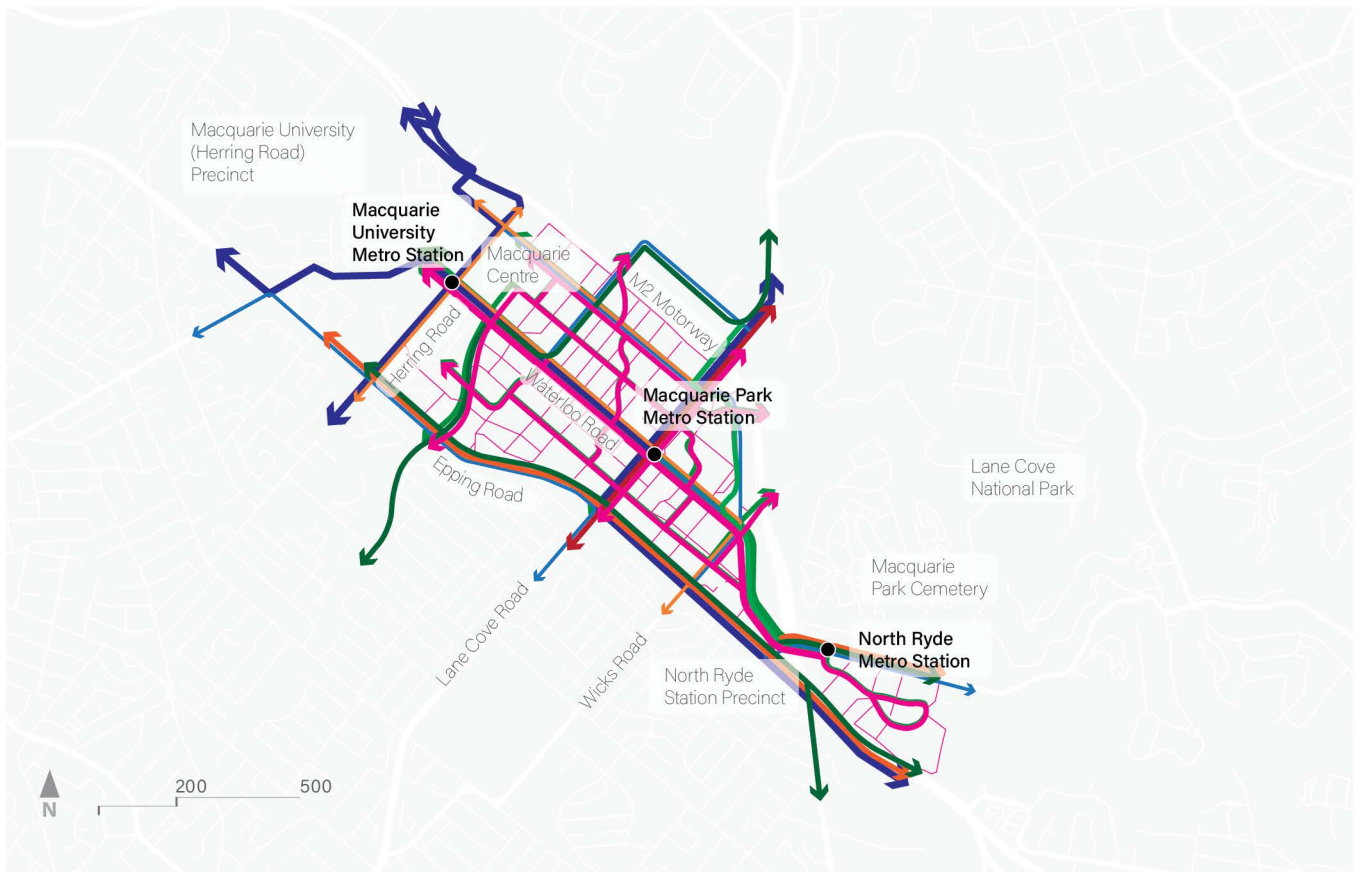 Macquarie University
(Herring Road)
Precinct
Macquarie
University
Metro Station
Macquarie
Centre
M2 Motorway
Herring Road
Waterloo Road
Macquarie Park
Metro Station
Epping Road
Lane Cove
National Park
Macquarie
Park Cemetery
Lane Cove Road
Wicks Road
North Ryde
Metro Station
North Ryde
Station Precinct
N
200
500